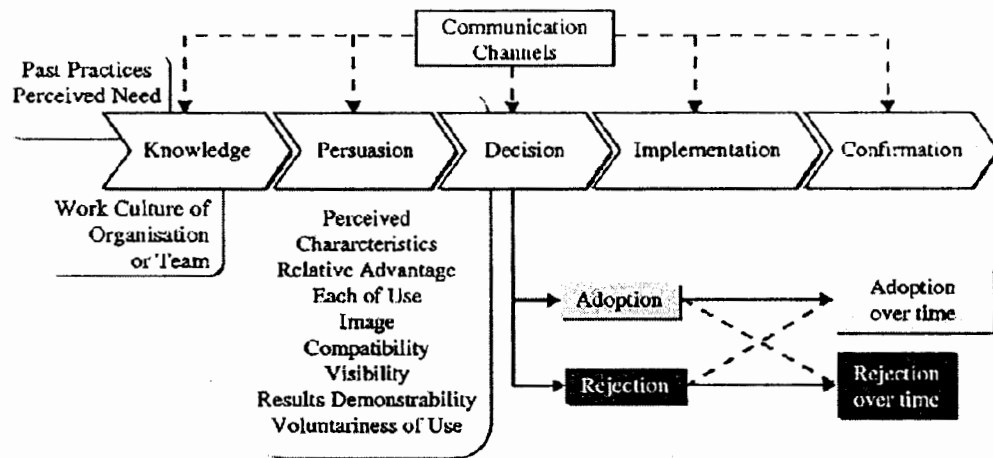 Communication
Channels
Past Practices
Perceived Need
Knowledge
Persuasion
Decision
Implementation
Confirmation
Work Culture of
Organisation
or Team
Perceived
Chararcteristics
Relative Advantage
Each of Use
Image
Compatibility
Visibility
Results Demonstrability
Voluntariness of Use
Adoption
Adoption
over time
Rejection
Rejection
over time